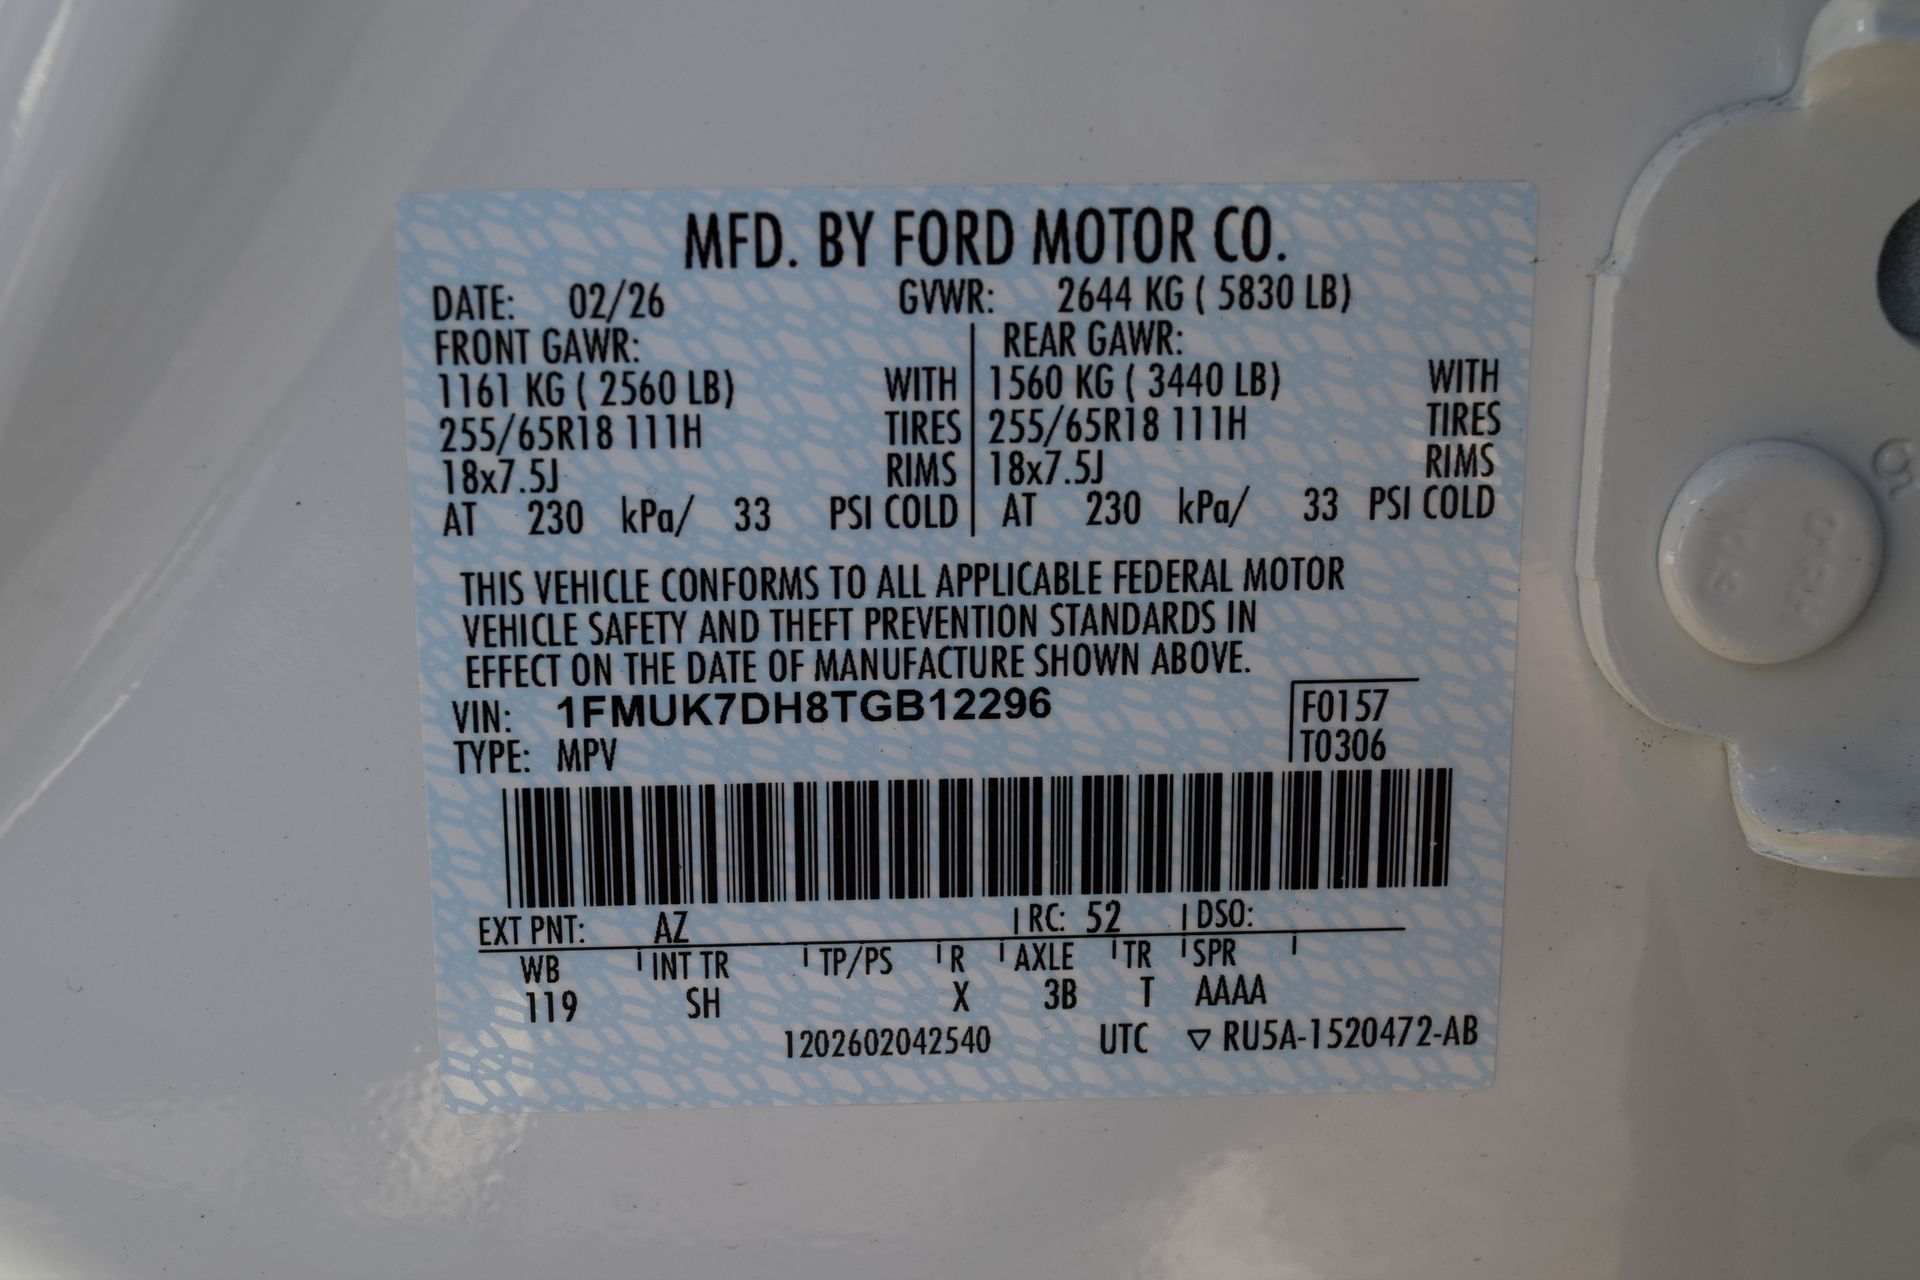 MFD. BY FORD MOTOR CO.
DATE: 02/26 GVWR: 2644 KG ( 5830 LB)
FRONT GAWR: REAR GAWR:
1161 KG ( 2560 LB) WITH 1560 KG ( 3440 LB) WITH
255/65R18 111H TIRES 255/65R18 111H TIRES
18x7.5J RIMS 18x7.5J RIMS
AT 230 kPa/ 33 PSI COLD AT 230 kPa/ 33 PSI COLD
THIS VEHICLE CONFORMS TO ALL APPLICABLE FEDERAL MOTOR
VEHICLE SAFETY AND THEFT PREVENTION STANDARDS IN
EFFECT ON THE DATE OF MANUFACTURE SHOWN ABOVE.
VIN: 1FMUK7DH8TGB12296 F0157
TYPE: MPV T0306
EXT PNT: AZ RC: 52 DSO:
WB INT TR TP/PS R AXLE TR SPR
119 SH X 3B T AAAA
1202602042540 UTC ▽ RU5A-1520472-AB